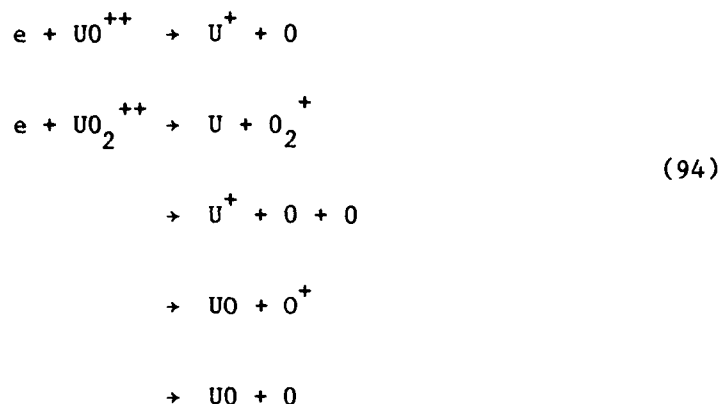 e + UO⁺⁺ → U⁺ + O
e + UO₂⁺⁺ → U + O₂⁺
(94)
→ U⁺ + O + O
→ UO + O⁺
→ UO + O